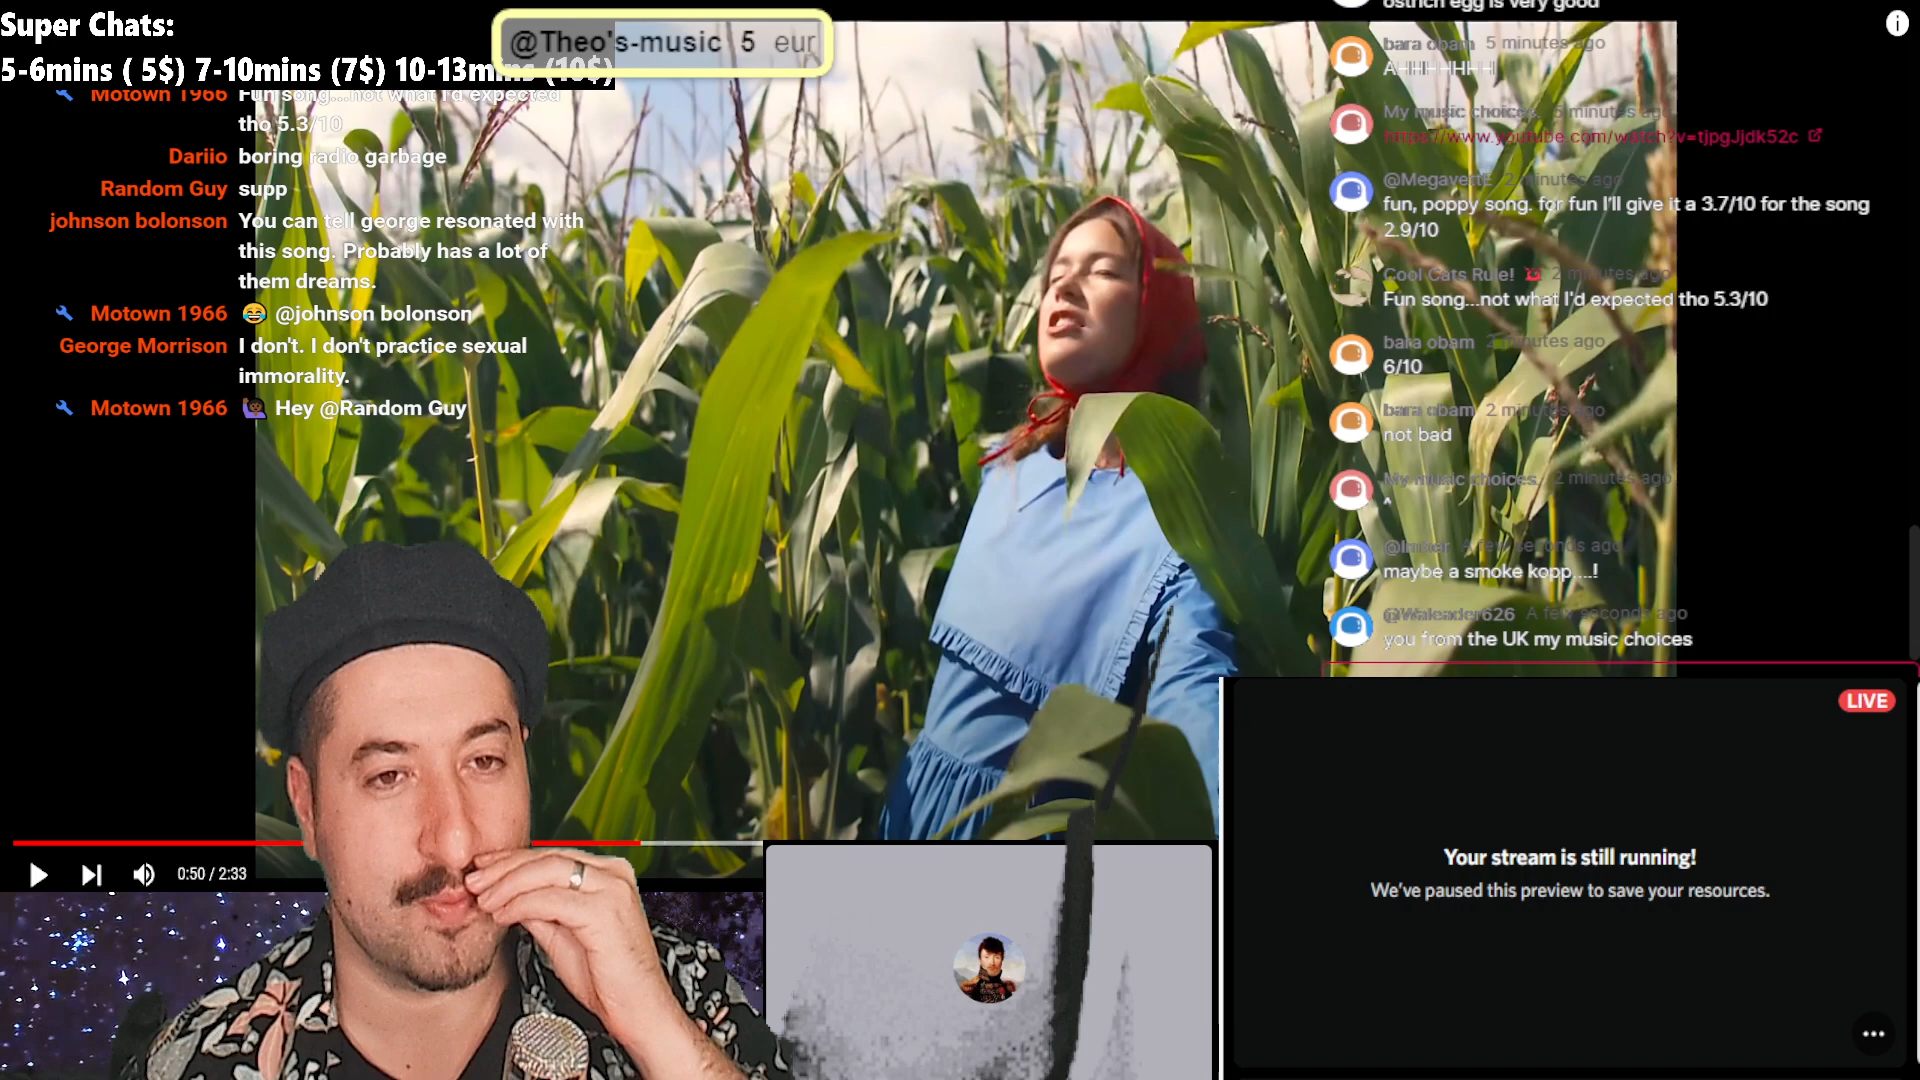 Super Chats:
5-6mins ( 5$) 7-10mins (7$) 10-13mins (10$)
@Theo's-music 5 eur
Motown 1966 Fun song...not what I'd expected
tho 5.3/10
Dariio boring radio garbage
Random Guy supp
johnson bolonson You can tell george resonated with
this song. Probably has a lot of
them dreams.
Motown 1966 😂 @johnson bolonson
George Morrison I don't. I don't practice sexual
immorality.
Motown 1966 🙋🏾 Hey @Random Guy
0:50 / 2:33
ostrich egg is very good
bara obam 5 minutes ago
AHHHHHH
My music choices. 5 minutes ago
https://www.youtube.com/watch?v=tjpgJjdk52c
2 minutes ago
fun, poppy song. for fun I'll give it a 3.7/10 for the song
2.9/10
Cool Cats Rule! 2 minutes ago
Fun song...not what I'd expected tho 5.3/10
bara obam 2 minutes ago
6/10
bara obam 2 minutes ago
not bad
My music choices. 2 minutes ago
^
A few seconds ago
maybe a smoke kopp....!
@Waleader626 A few seconds ago
you from the UK my music choices
LIVE
Your stream is still running!
We've paused this preview to save your resources.